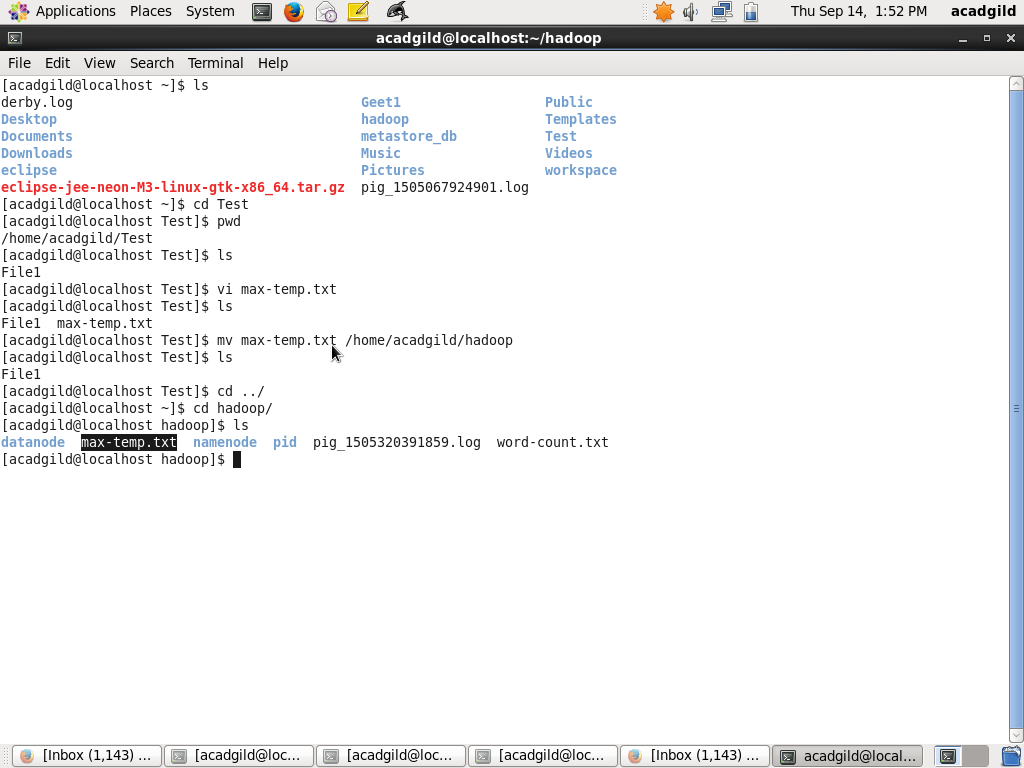 Applications Places System Thu Sep 14, 1:52 PM acadgild
acadgild@localhost:~/hadoop
File Edit View Search Terminal Help
[acadgild@localhost ~]$ ls
derby.log Geet1 Public
Desktop hadoop Templates
Documents metastore_db Test
Downloads Music Videos
eclipse Pictures workspace
eclipse-jee-neon-M3-linux-gtk-x86_64.tar.gz pig_1505067924901.log
[acadgild@localhost ~]$ cd Test
[acadgild@localhost Test]$ pwd
/home/acadgild/Test
[acadgild@localhost Test]$ ls
File1
[acadgild@localhost Test]$ vi max-temp.txt
[acadgild@localhost Test]$ ls
File1 max-temp.txt
[acadgild@localhost Test]$ mv max-temp.txt /home/acadgild/hadoop
[acadgild@localhost Test]$ ls
File1
[acadgild@localhost Test]$ cd ../
[acadgild@localhost ~]$ cd hadoop/
[acadgild@localhost hadoop]$ ls
datanode max-temp.txt namenode pid pig_1505320391859.log word-count.txt
[acadgild@localhost hadoop]$
[Inbox (1,143) ... [acadgild@loc... [acadgild@loc... [acadgild@loc... [Inbox (1,143) ... acadgild@local...